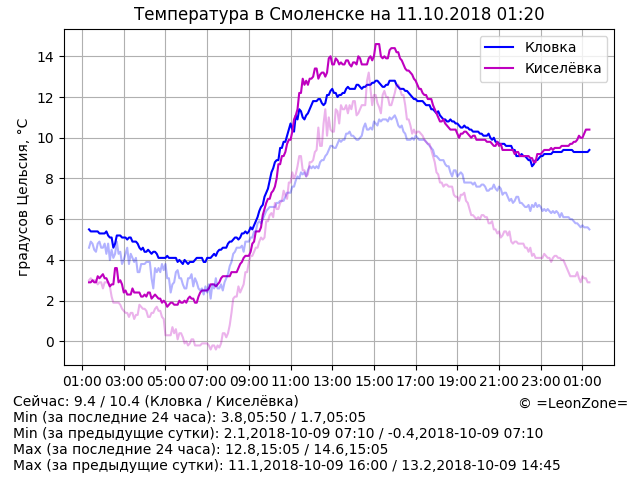 Температура в Смоленске на 11.10.2018 01:20
Кловка
Киселёвка
градусов Цельсия, °C
14
12
10
8
6
4
2
0
01:00 03:00 05:00 07:00 09:00 11:00 13:00 15:00 17:00 19:00 21:00 23:00 01:00
Сейчас: 9.4 / 10.4 (Кловка / Киселёвка)
© =LeonZone=
Min (за последние 24 часа): 3.8,05:50 / 1.7,05:05
Min (за предыдущие сутки): 2.1,2018-10-09 07:10 / -0.4,2018-10-09 07:10
Max (за последние 24 часа): 12.8,15:05 / 14.6,15:05
Max (за предыдущие сутки): 11.1,2018-10-09 16:00 / 13.2,2018-10-09 14:45